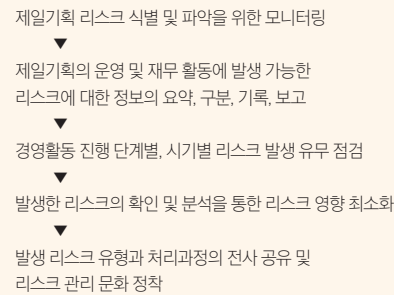 제일기획 리스크 식별 및 파악을 위한 모니터링
▼
제일기획의 운영 및 재무 활동에 발생 가능한
리스크에 대한 정보의 요약, 구분, 기록, 보고
▼
경영활동 진행 단계별, 시기별 리스크 발생 유무 점검
▼
발생한 리스크의 확인 및 분석을 통한 리스크 영향 최소화
▼
발생 리스크 유형과 처리과정의 전사 공유 및
리스크 관리 문화 정착